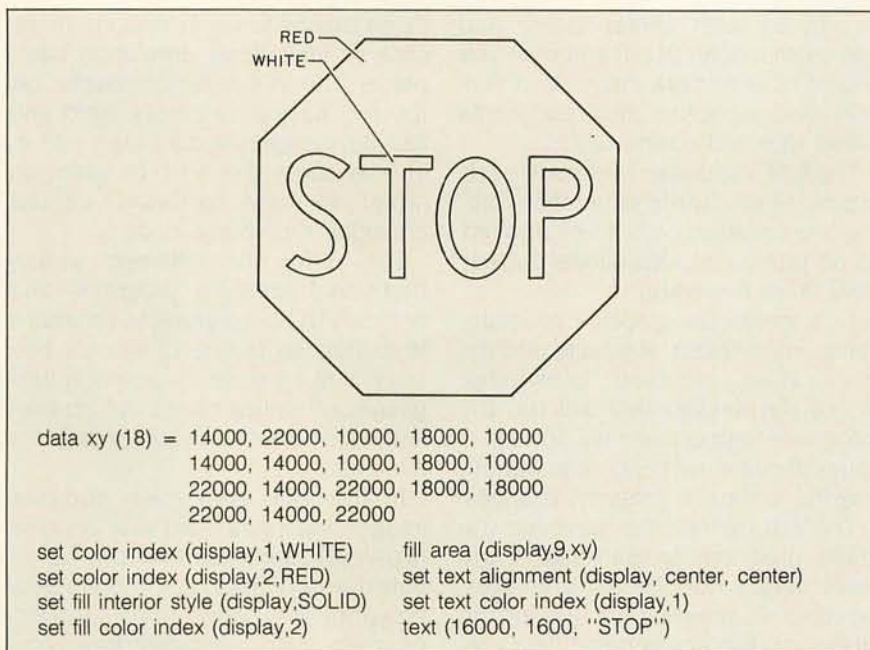 RED
WHITE
STOP
data xy (18) = 14000, 22000, 10000, 18000, 10000
14000, 14000, 10000, 18000, 10000
22000, 14000, 22000, 18000, 18000
22000, 14000, 22000
set color index (display,1,WHITE)
set color index (display,2,RED)
set fill interior style (display,SOLID)
set fill color index (display,2)
fill area (display,9,xy)
set text alignment (display, center, center)
set text color index (display,1)
text (16000, 1600, ''STOP'')